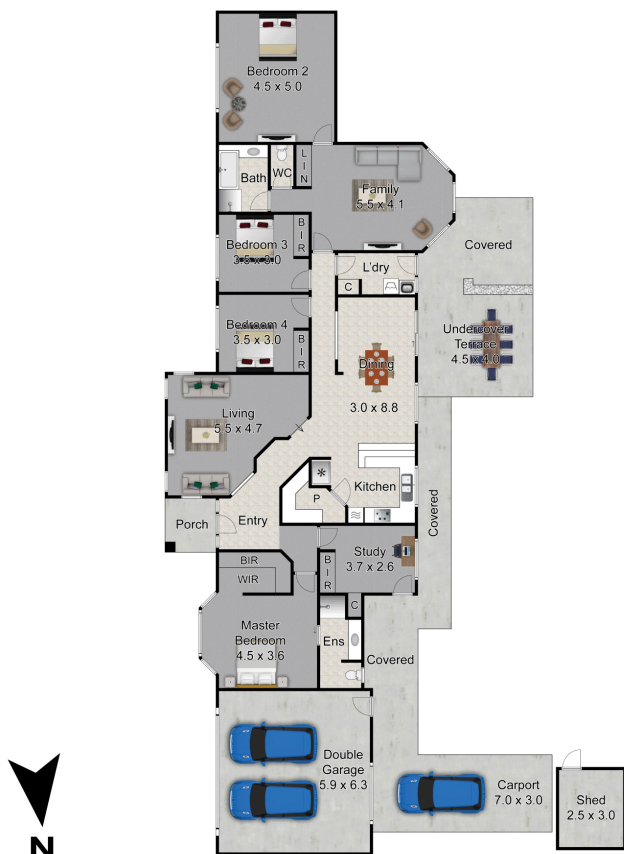 Bedroom 2
4.5 x 5.0
Bath
WC
LIN
Family
5.5 x 4.1
Covered
Bedroom 3
3.5 x 3.0
BIR
L'dry
C
Undercover
Terrace
4.5 x 4.0
Bedroom 4
3.5 x 3.0
BIR
Dining
3.0 x 8.8
Living
5.5 x 4.7
Kitchen
P
Porch
Entry
Covered
BIR
WIR
BIR
Study
3.7 x 2.6
C
Master
Bedroom
4.5 x 3.6
Ens
Covered
Double
Garage
5.9 x 6.3
Carport
7.0 x 3.0
Shed
2.5 x 3.0
N